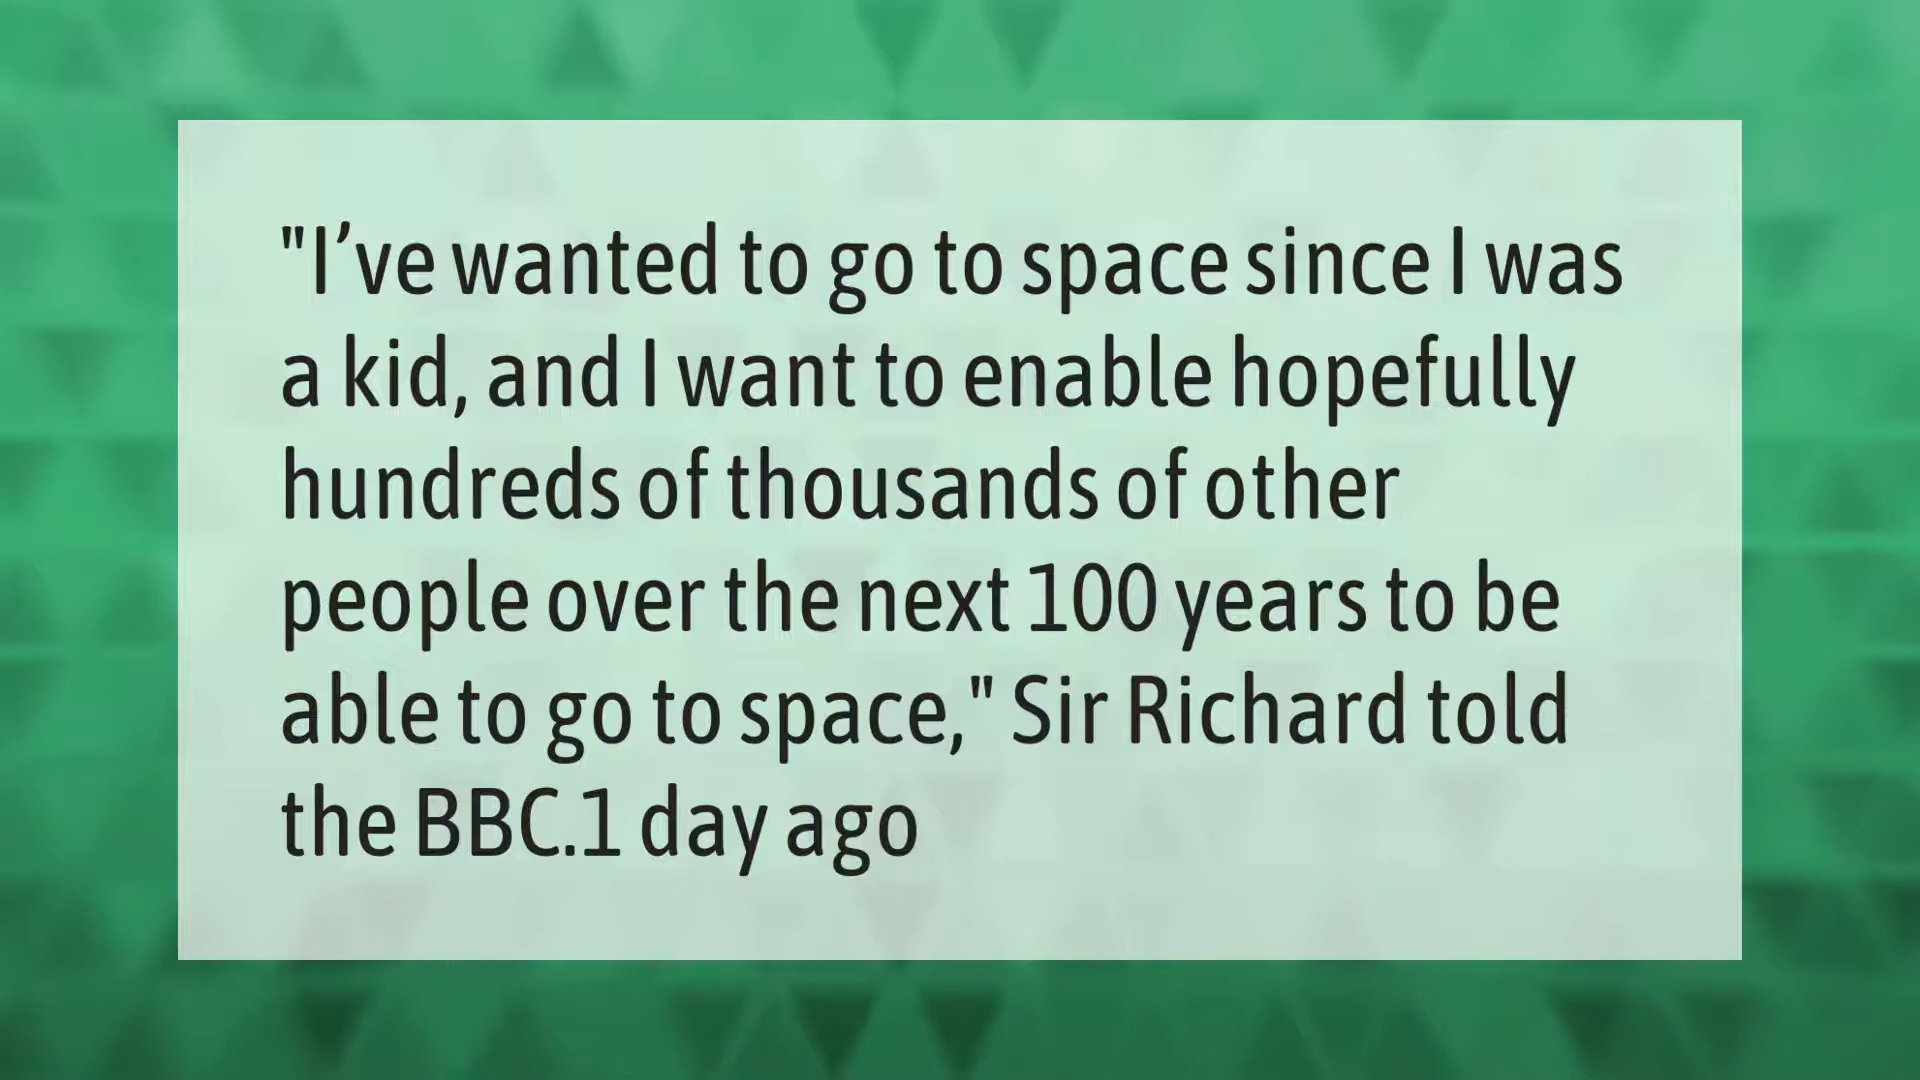 "I’ve wanted to go to space since I was
a kid, and I want to enable hopefully
hundreds of thousands of other
people over the next 100 years to be
able to go to space," Sir Richard told
the BBC.1 day ago